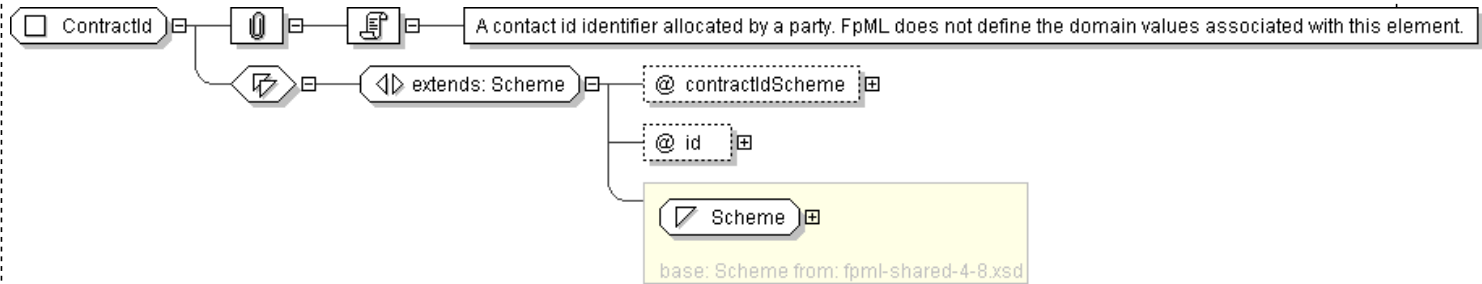 ContractId
A contact id identifier allocated by a party. FpML does not define the domain values associated with this element.
extends: Scheme
@ contractIdScheme
@ id
Scheme
base: Scheme from: fpml-shared-4-8.xsd